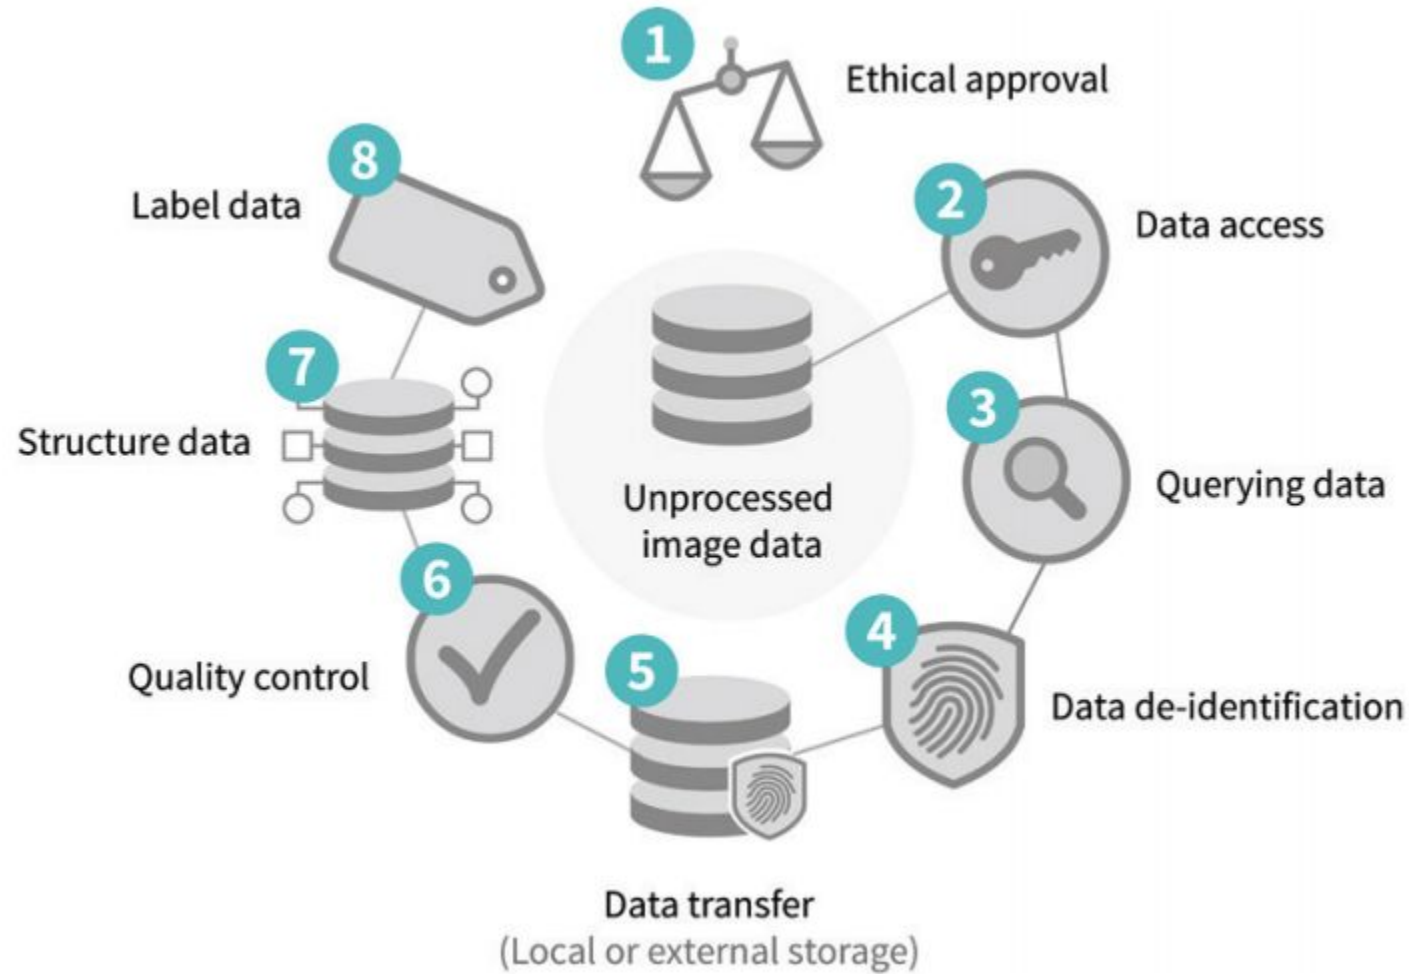 1
Ethical approval
2
Data access
3
Querying data
4
Data de-identification
5
Data transfer
(Local or external storage)
6
Quality control
7
Structure data
8
Label data
Unprocessed
image data